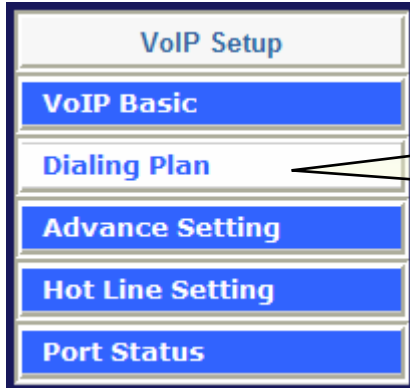 VoIP Setup
VoIP Basic
Dialing Plan
Advance Setting
Hot Line Setting
Port Status